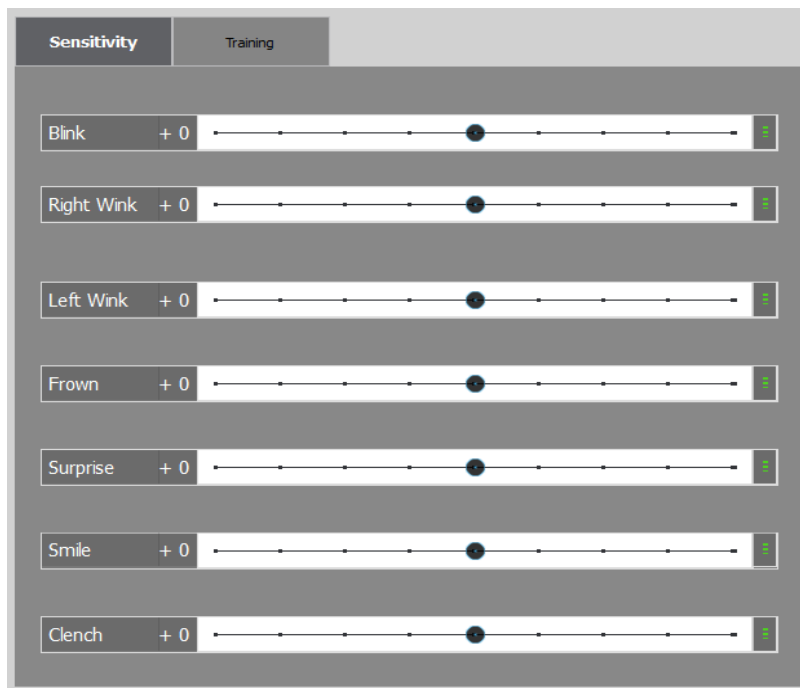 Sensitivity Training
Blink + 0
Right Wink + 0
Left Wink + 0
Frown + 0
Surprise + 0
Smile + 0
Clench + 0